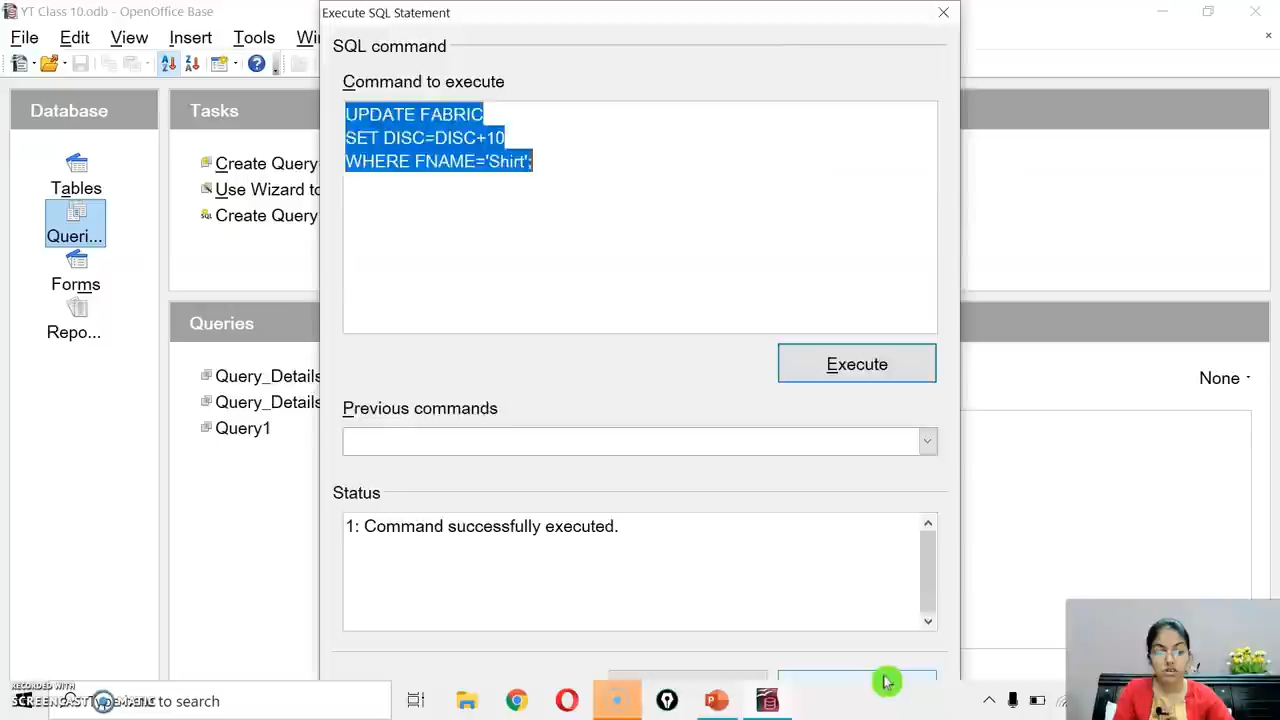 YT Class 10.odb - OpenOffice Base
File Edit View Insert Tools
Database
Tables
Queri...
Forms
Repo...
Tasks
Create Query
Use Wizard to
Create Query
Queries
Query_Details
Query_Details
Query1
None
Execute SQL Statement
SQL command
Command to execute
UPDATE FABRIC
SET DISC=DISC+10
WHERE FNAME='Shirt';
Execute
Previous commands
Status
1: Command successfully executed.
RECORDED WITH
SCREENCAST MATIC
to search